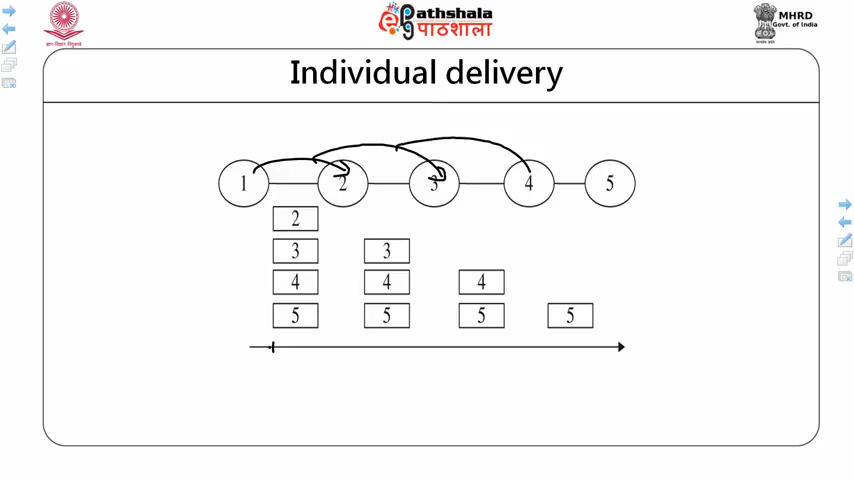 Pathshala
पाठशाला
MHRD
Govt. of India
Individual delivery
1 2 3 4 5
2
3 3
4 4 4
5 5 5 5